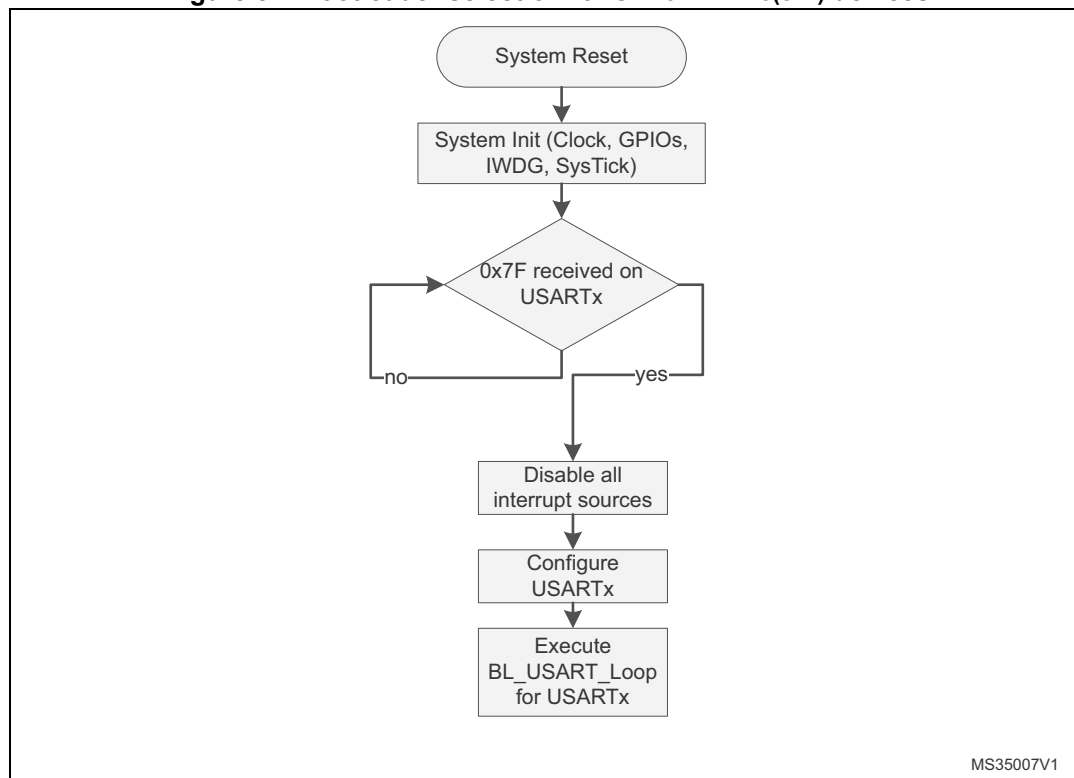 System Reset
System Init (Clock, GPIOs,
IWDG, SysTick)
0x7F received on
USARTx
no
yes
Disable all
interrupt sources
Configure
USARTx
Execute
BL_USART_Loop
for USARTx
MS35007V1